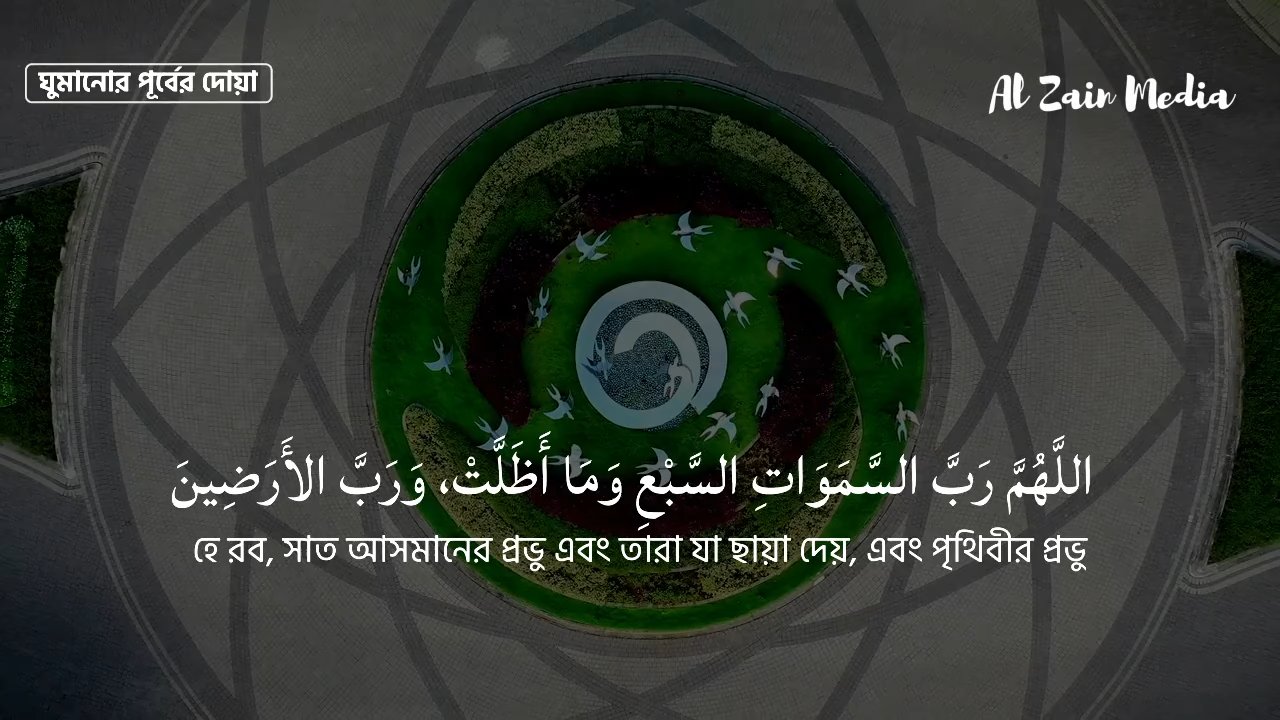 ঘুমানোর পূর্বের দোয়া
Al Zain Media
اللَّهُمَّ رَبَّ السَّمَوَاتِ السَّبْعِ وَمَا أَظَلَّتْ، وَرَبَّ الأَرَضِينَ
হে রব, সাত আসমানের প্রভু এবং তারা যা ছায়া দেয়, এবং পৃথিবীর প্রভু